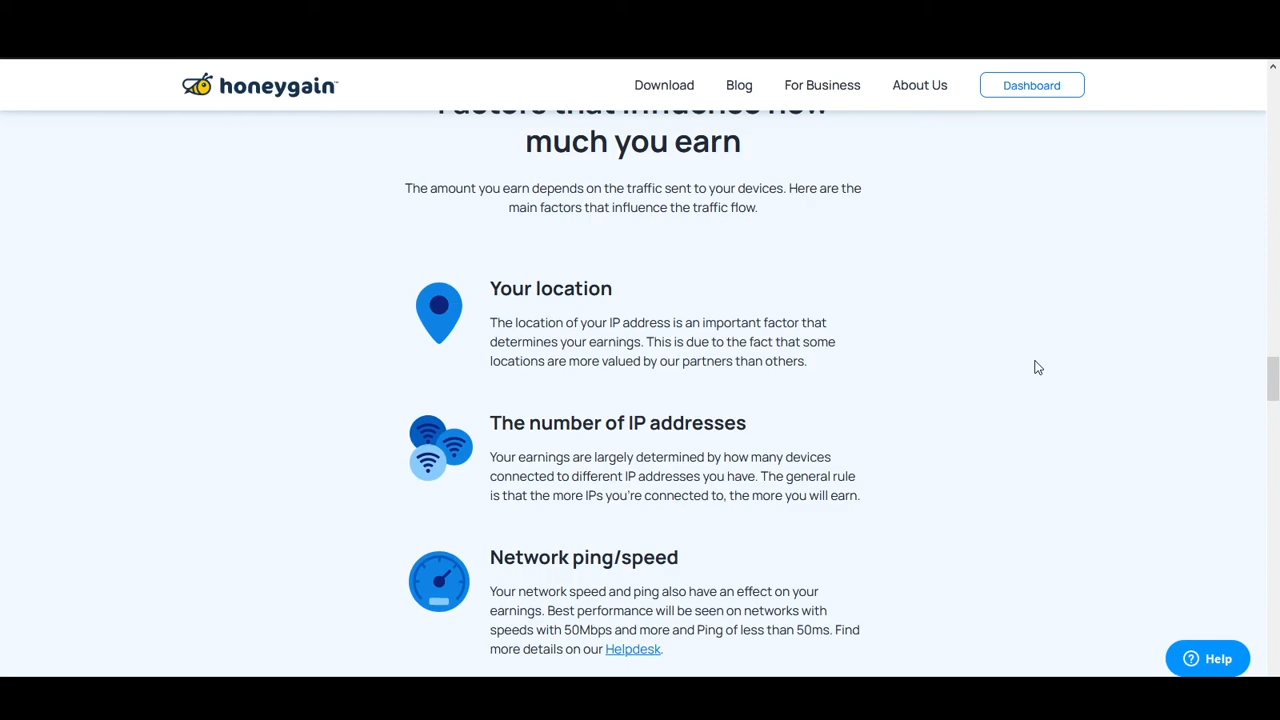 honeygain™
Download
Blog
For Business
About Us
Dashboard
Factors that influence how
much you earn
The amount you earn depends on the traffic sent to your devices. Here are the
main factors that influence the traffic flow.
Your location
The location of your IP address is an important factor that
determines your earnings. This is due to the fact that some
locations are more valued by our partners than others.
The number of IP addresses
Your earnings are largely determined by how many devices
connected to different IP addresses you have. The general rule
is that the more IPs you're connected to, the more you will earn.
Network ping/speed
Your network speed and ping also have an effect on your
earnings. Best performance will be seen on networks with
speeds with 50Mbps and more and Ping of less than 50ms. Find
more details on our Helpdesk.
Help